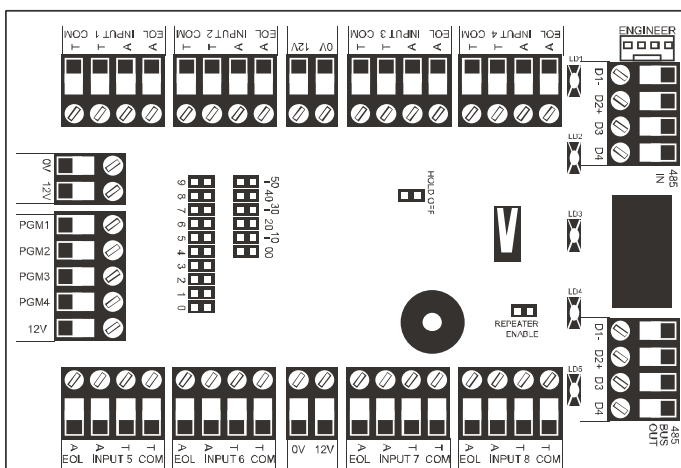 COM INPUT 1 EOL
T T A A
COM INPUT 2 EOL
T T A A
12V 0V
COM INPUT 3 EOL
T T A A
COM INPUT 4 EOL
T T A A
ENGINEER
LD1
D1-
D2+
D3
D4
485
IN
LD2
0V
12V
PGM1
PGM2
PGM3
PGM4
12V
9
8
7
6
5
4
3
2
1
0
50
40
30
20
10
00
HOLD OFF
LD3
LD4
REPEATER
ENABLE
LD5
D1-
D2+
D3
D4
485
BUS
OUT
A A T T
EOL INPUT 5 COM
A A T T
EOL INPUT 6 COM
0V 12V
A A T T
EOL INPUT 7 COM
A A T T
EOL INPUT 8 COM